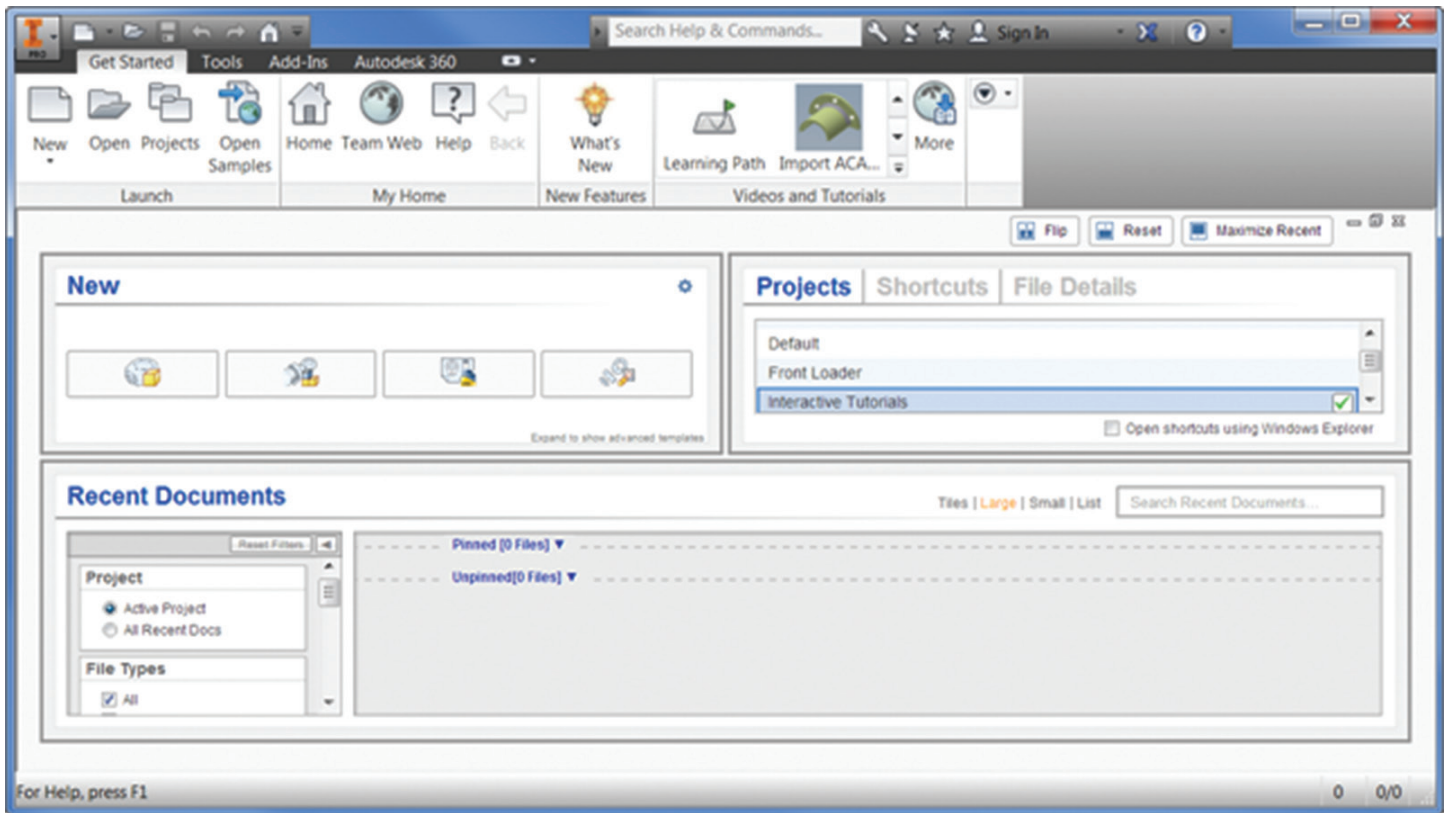 PRO
Search Help & Commands...
Sign In
Get Started Tools Add-Ins Autodesk 360
New Open Projects Open Samples Home Team Web Help Back What's New Learning Path Import ACA... More
Launch My Home New Features Videos and Tutorials
Flip Reset Maximize Recent
New
Expand to show advanced templates
Projects Shortcuts File Details
Default
Front Loader
Interactive Tutorials
Open shortcuts using Windows Explorer
Recent Documents
Tiles | Large | Small | List Search Recent Documents...
Reset Filters
Project
Active Project
All Recent Docs
File Types
All
Pinned [0 Files]
Unpinned[0 Files]
For Help, press F1 0 0/0